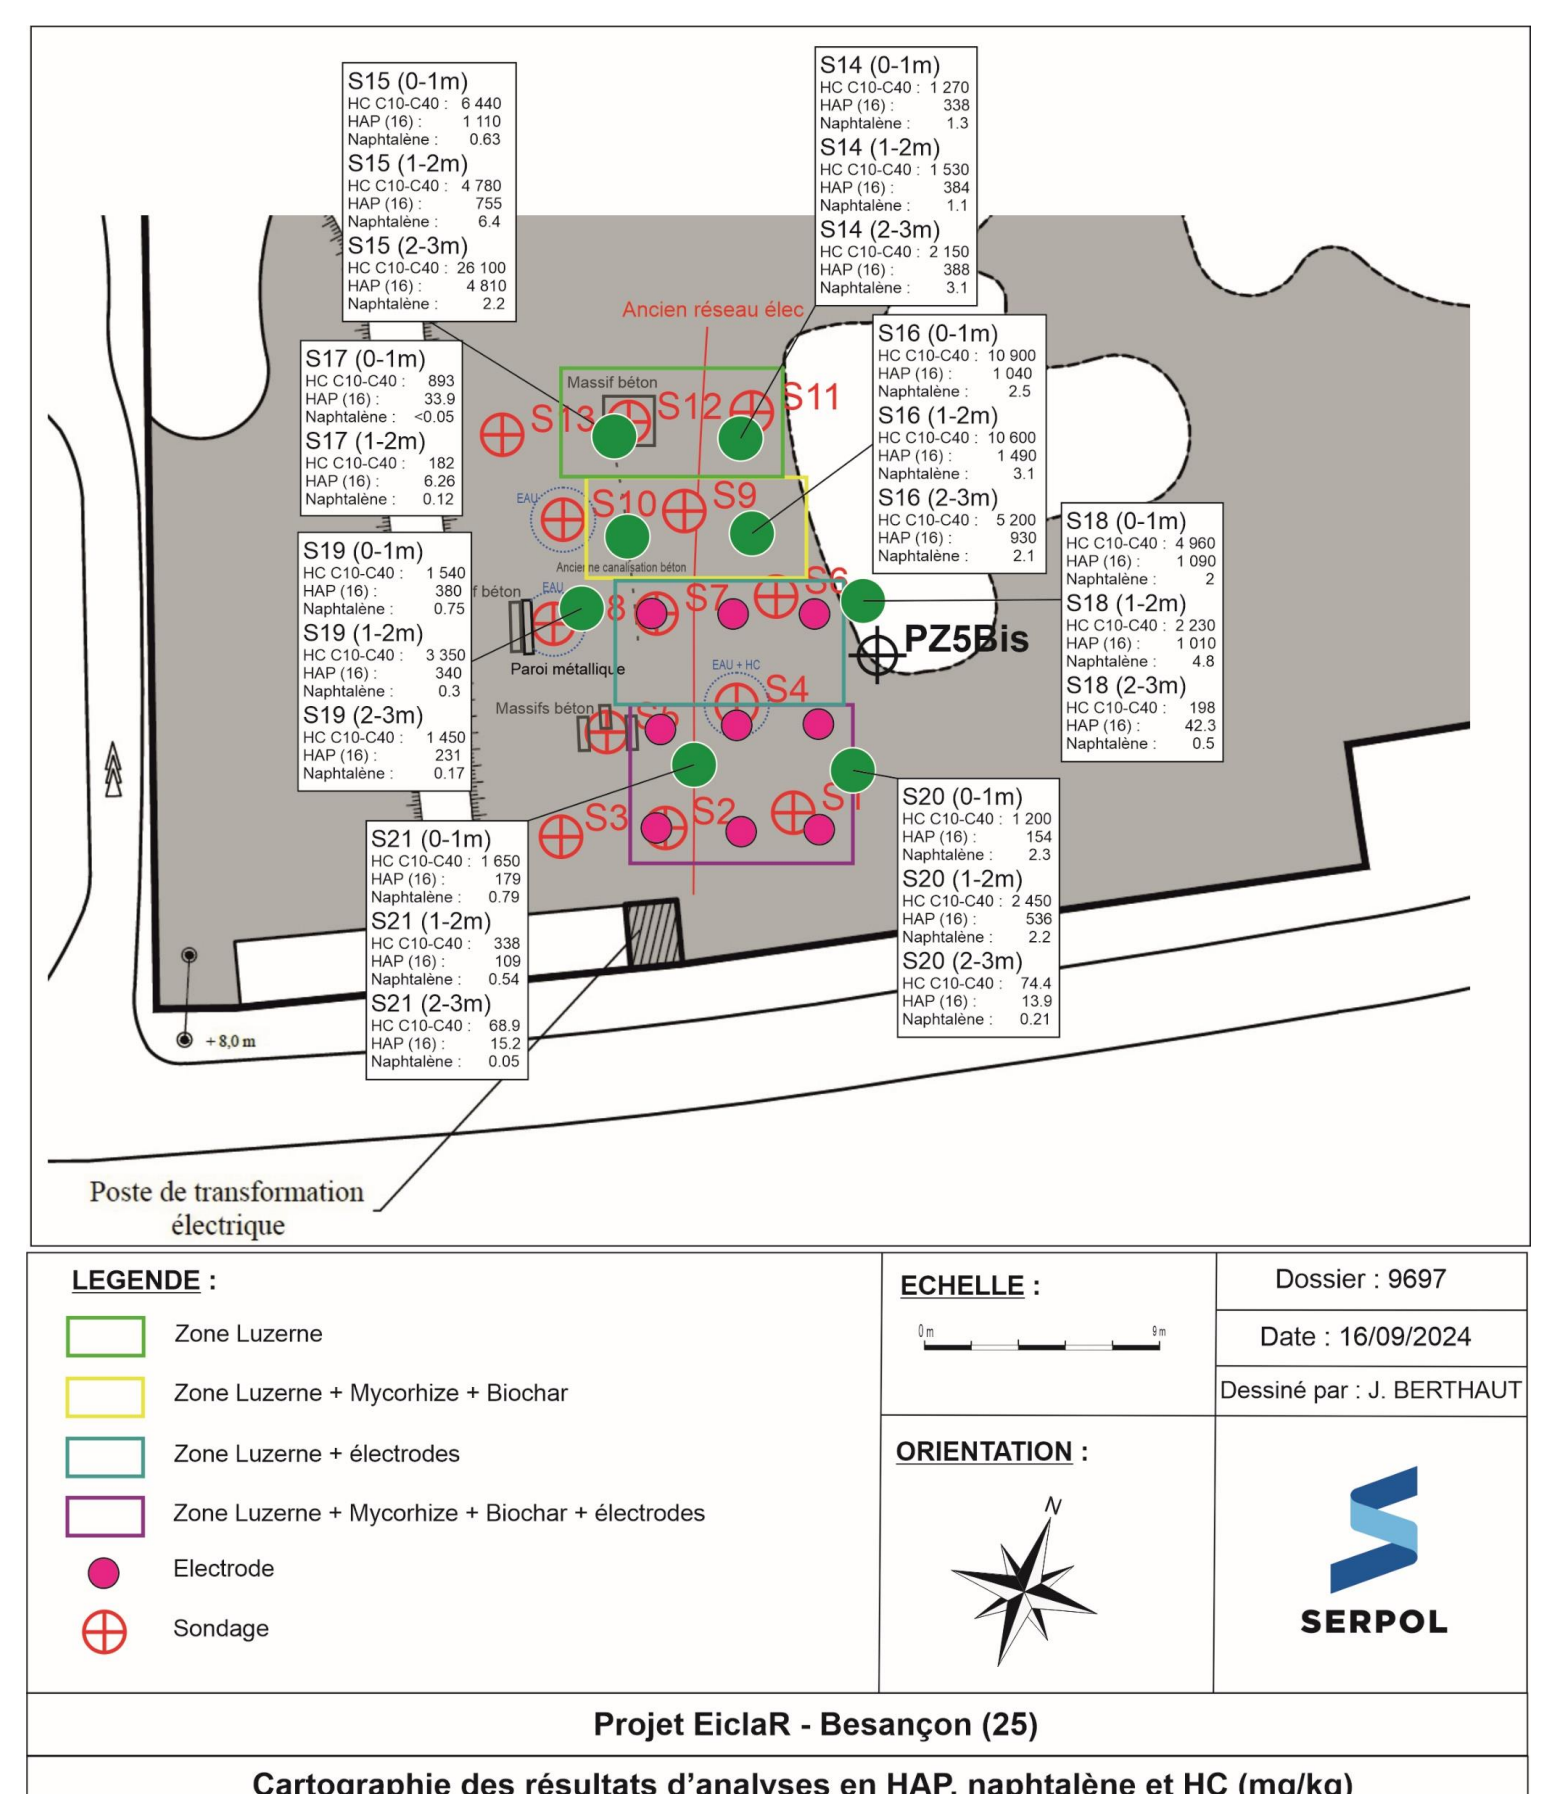 S15 (0-1m)
HC C10-C40 : 6 440
HAP (16) : 1 110
Naphtalène : 0.63
S15 (1-2m)
HC C10-C40 : 4 780
HAP (16) : 755
Naphtalène : 6.4
S15 (2-3m)
HC C10-C40 : 26 100
HAP (16) : 4 810
Naphtalène : 2.2
S14 (0-1m)
HC C10-C40 : 1 270
HAP (16) : 338
Naphtalène : 1.3
S14 (1-2m)
HC C10-C40 : 1 530
HAP (16) : 384
Naphtalène : 1.1
S14 (2-3m)
HC C10-C40 : 2 150
HAP (16) : 388
Naphtalène : 3.1
Ancien réseau élec
S17 (0-1m)
HC C10-C40 : 893
HAP (16) : 33.9
Naphtalène : <0.05
S17 (1-2m)
HC C10-C40 : 182
HAP (16) : 6.26
Naphtalène : 0.12
S16 (0-1m)
HC C10-C40 : 10 900
HAP (16) : 1 040
Naphtalène : 2.5
S16 (1-2m)
HC C10-C40 : 10 600
HAP (16) : 1 490
Naphtalène : 3.1
S16 (2-3m)
HC C10-C40 : 5 200
HAP (16) : 930
Naphtalène : 2.1
Massif béton
S13
S12
S11
EAU
S10
S9
Ancienne canalisation béton
S19 (0-1m)
HC C10-C40 : 1 540
HAP (16) : 380
Naphtalène : 0.75
S19 (1-2m)
HC C10-C40 : 3 350
HAP (16) : 340
Naphtalène : 0.3
S19 (2-3m)
HC C10-C40 : 1 450
HAP (16) : 231
Naphtalène : 0.17
f béton
EAU
8
S7
S6
S18 (0-1m)
HC C10-C40 : 4 960
HAP (16) : 1 090
Naphtalène : 2
S18 (1-2m)
HC C10-C40 : 2 230
HAP (16) : 1 010
Naphtalène : 4.8
S18 (2-3m)
HC C10-C40 : 198
HAP (16) : 42.3
Naphtalène : 0.5
PZ5Bis
Paroi métallique
EAU + HC
S4
Massifs béton
S5
S3
S2
S1
S21 (0-1m)
HC C10-C40 : 1 650
HAP (16) : 179
Naphtalène : 0.79
S21 (1-2m)
HC C10-C40 : 338
HAP (16) : 109
Naphtalène : 0.54
S21 (2-3m)
HC C10-C40 : 68.9
HAP (16) : 15.2
Naphtalène : 0.05
S20 (0-1m)
HC C10-C40 : 1 200
HAP (16) : 154
Naphtalène : 2.3
S20 (1-2m)
HC C10-C40 : 2 450
HAP (16) : 536
Naphtalène : 2.2
S20 (2-3m)
HC C10-C40 : 74.4
HAP (16) : 13.9
Naphtalène : 0.21
+ 8,0 m
Poste de transformation
électrique
LEGENDE :
Zone Luzerne
Zone Luzerne + Mycorhize + Biochar
Zone Luzerne + électrodes
Zone Luzerne + Mycorhize + Biochar + électrodes
Electrode
Sondage
ECHELLE :
0 m
9 m
ORIENTATION :
N
Dossier : 9697
Date : 16/09/2024
Dessiné par : J. BERTHAUT
SERPOL
Projet EiclaR - Besançon (25)
Cartographie des résultats d'analyses en HAP, naphtalène et HC (mg/kg)